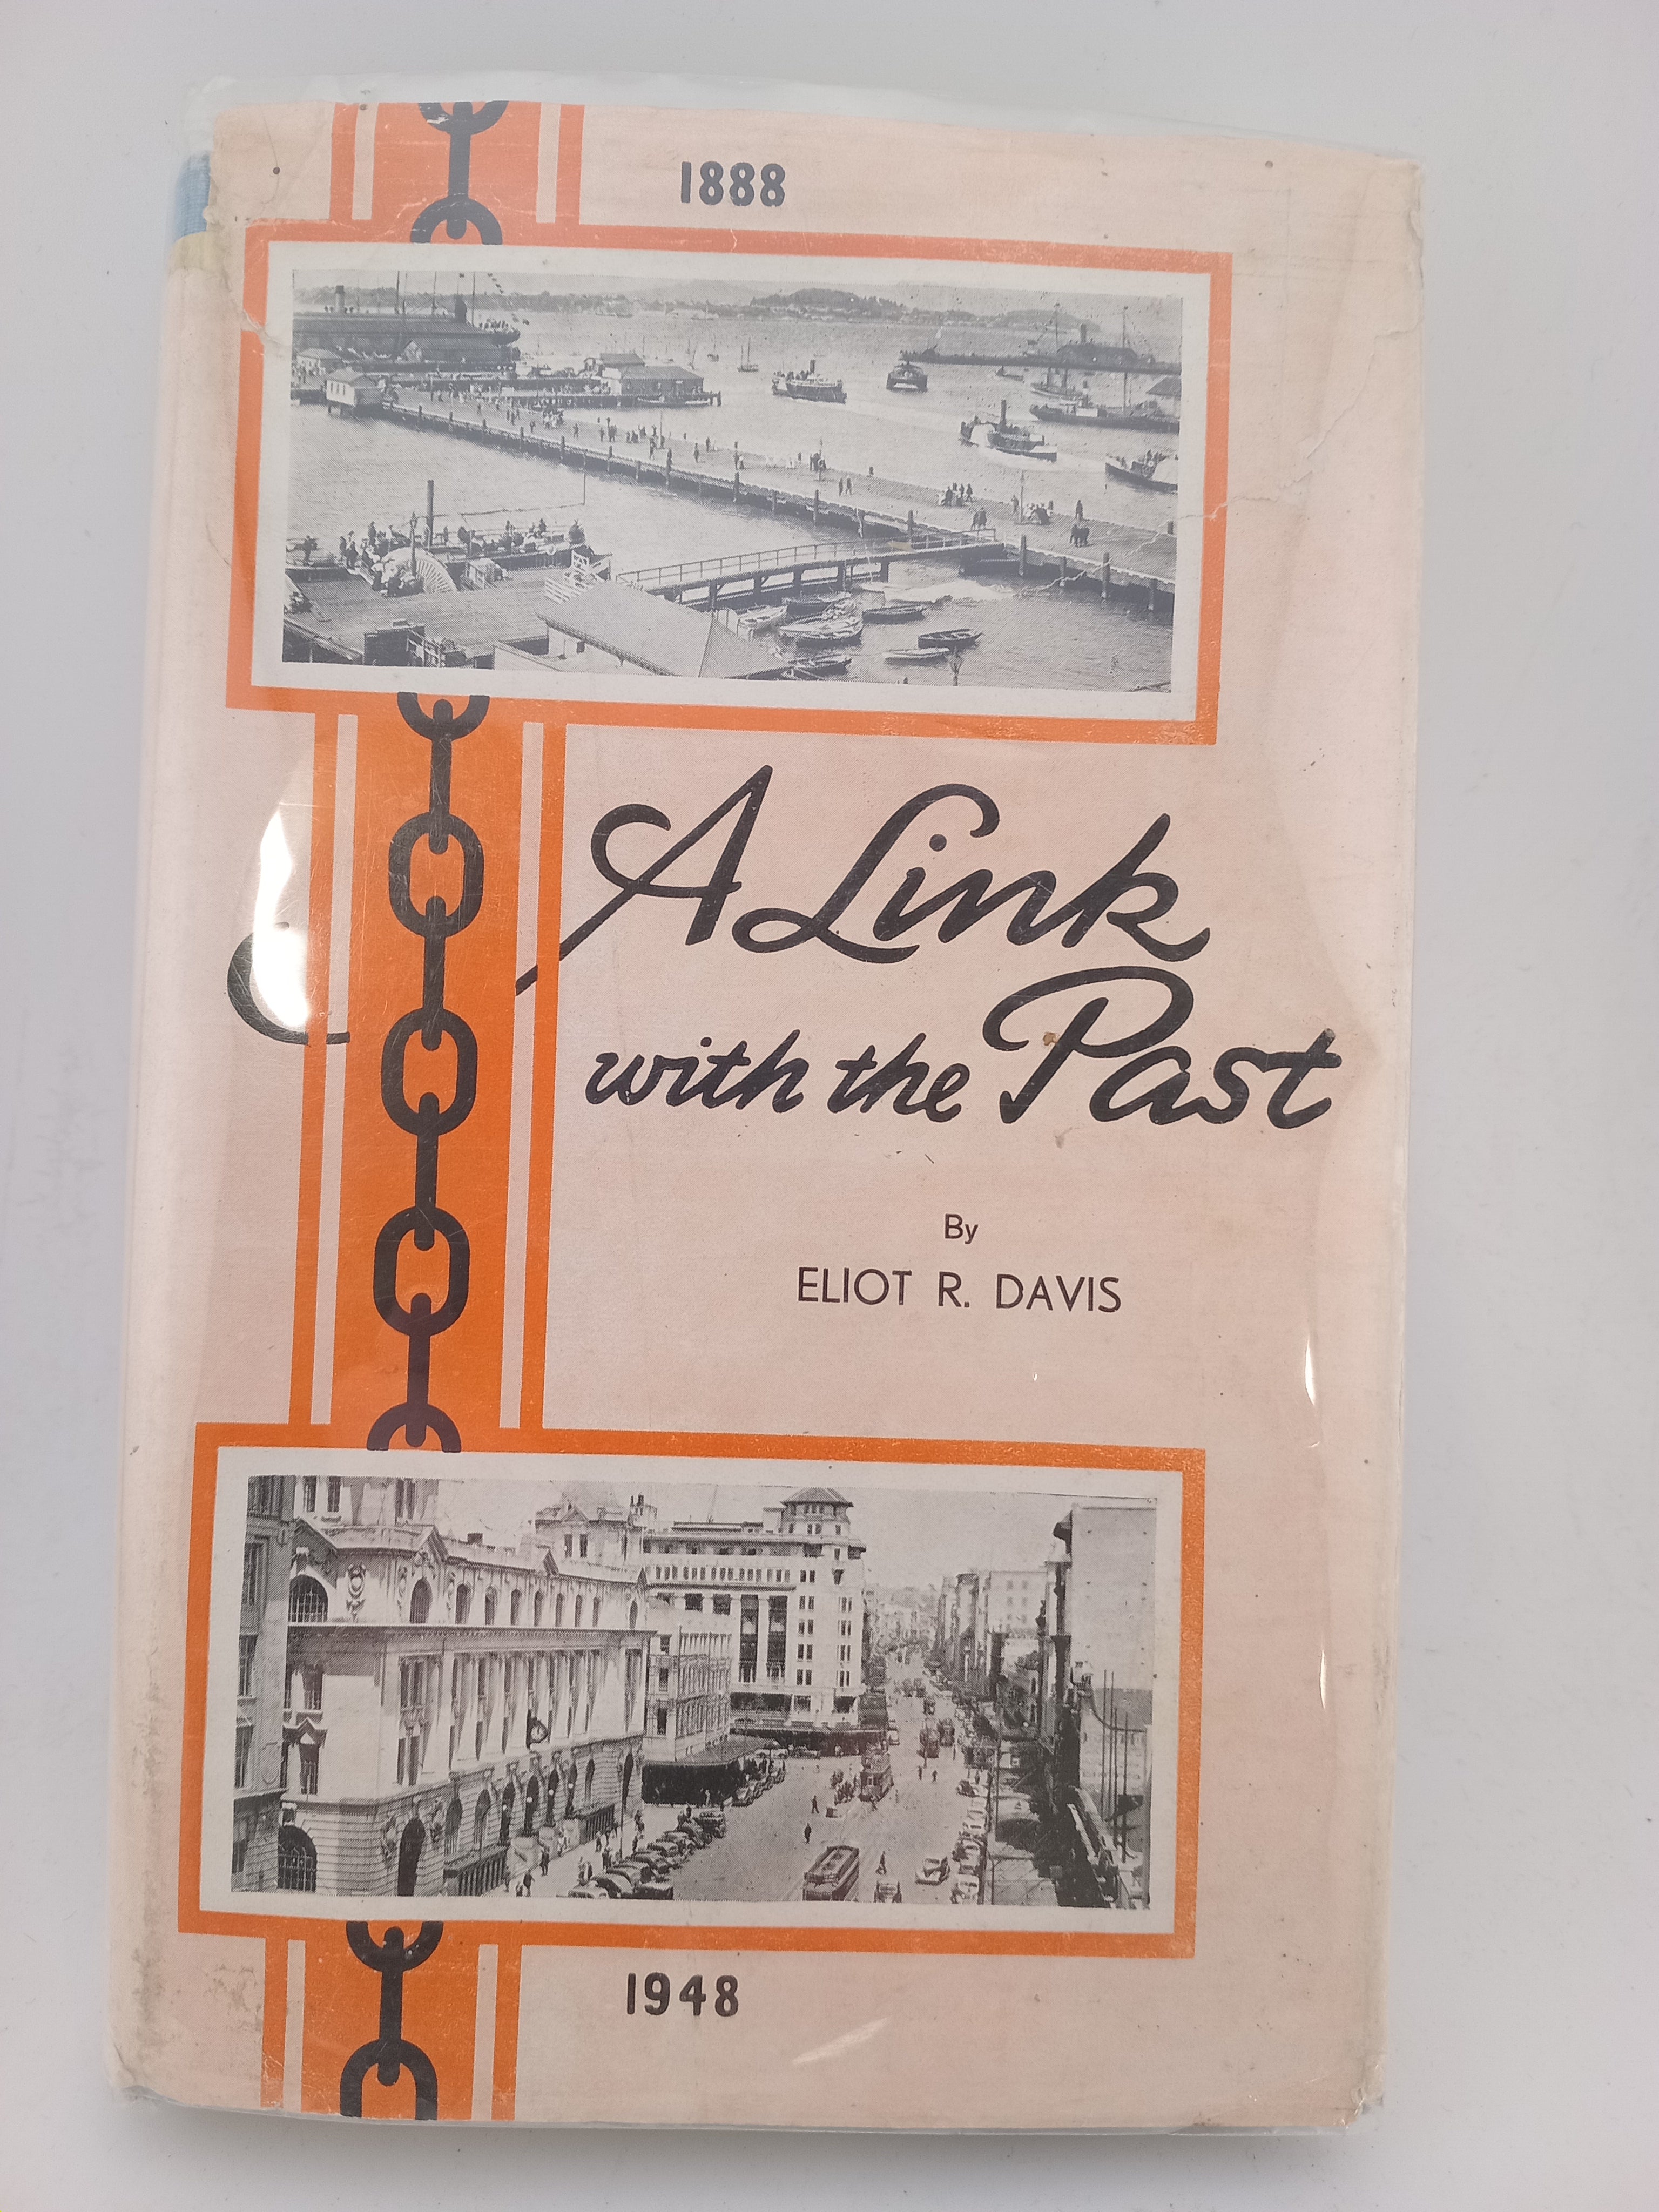 1888
A Link
with the Past
By
ELIOT R. DAVIS
1948